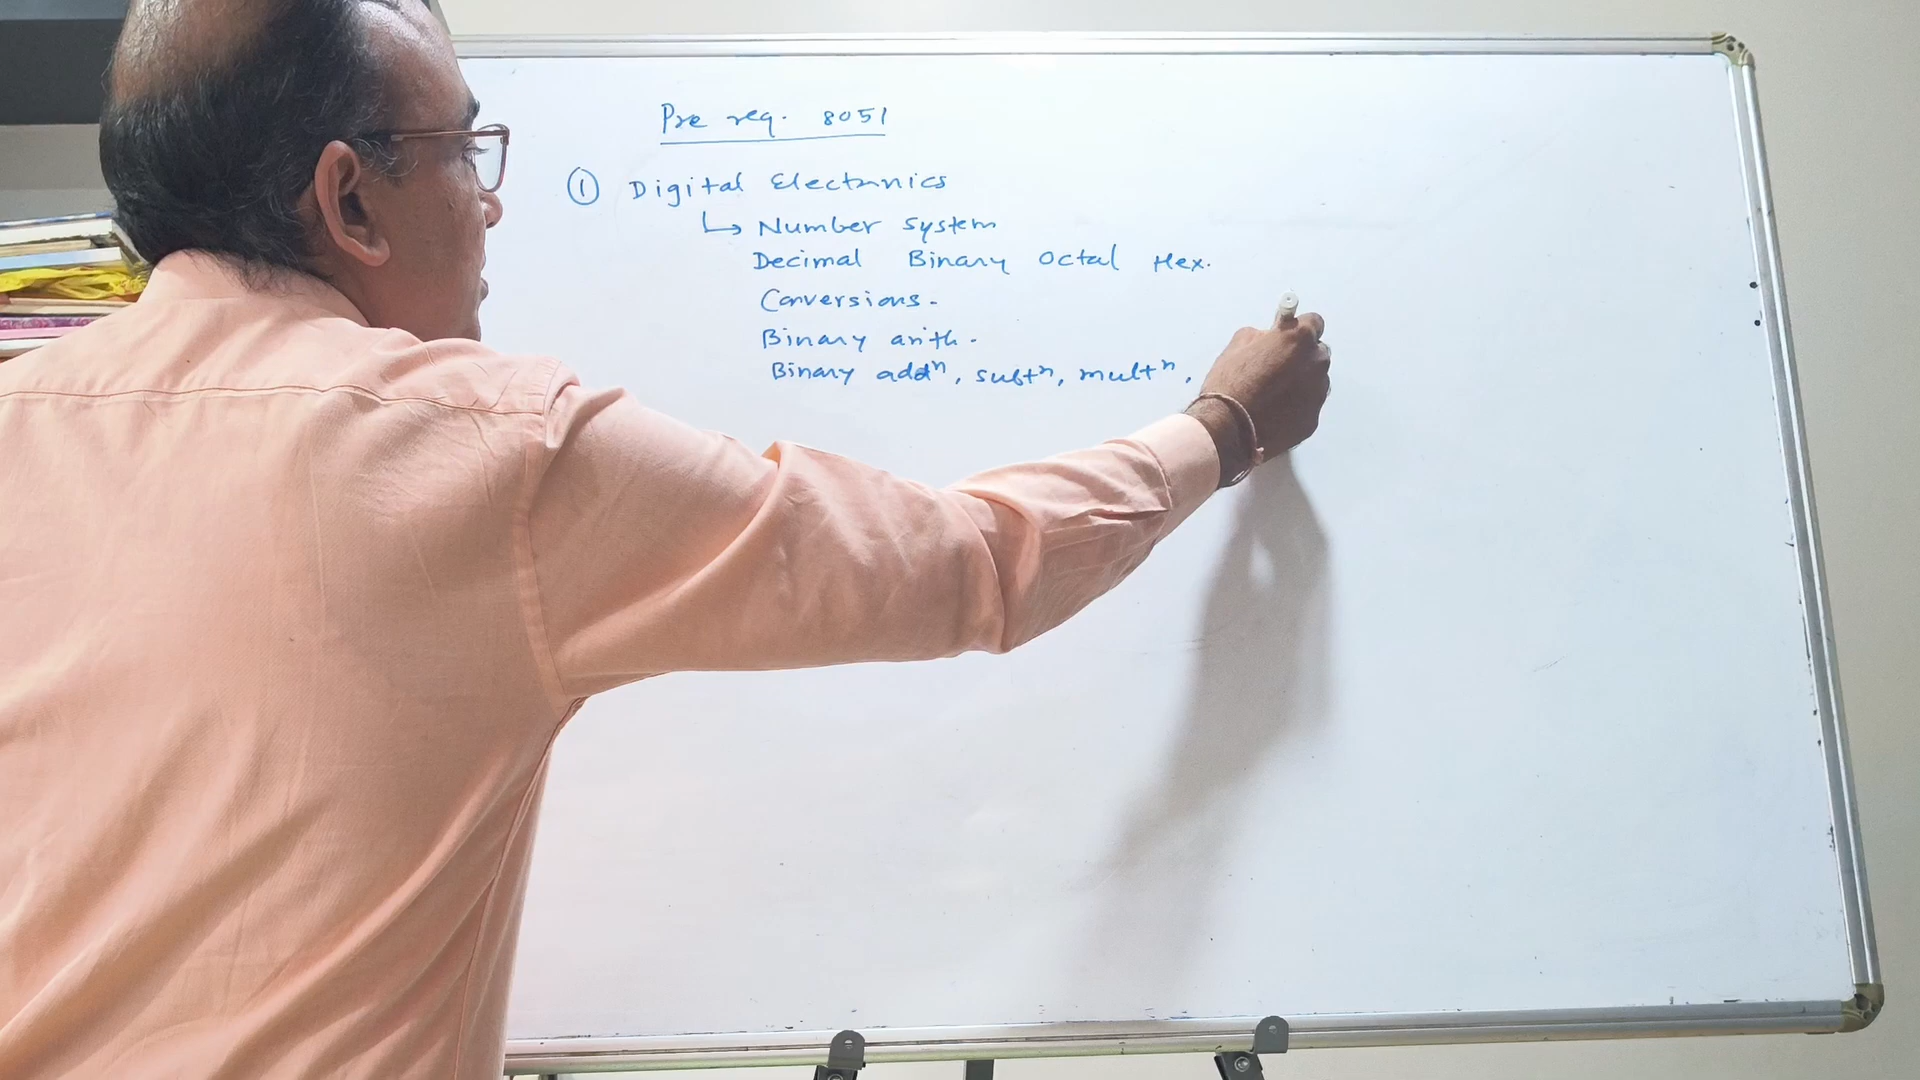 Pre req. 8051
① Digital Electronics
↳ Number system
Decimal Binary Octal Hex.
Conversions.
Binary arith.
Binary addⁿ, subtⁿ, multⁿ,